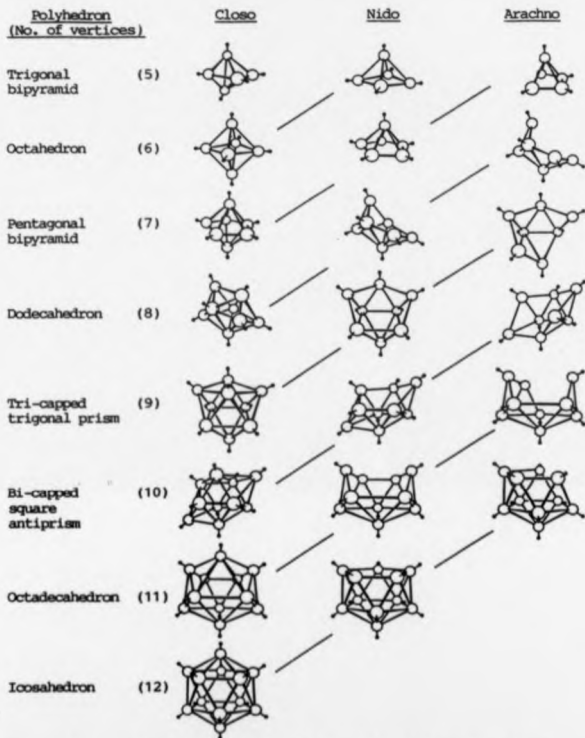 Polyhedron Closo Nido Arachno
(No. of vertices)
Trigonal (5)
bipyramid
Octahedron (6)
Pentagonal (7)
bipyramid
Dodecahedron (8)
Tri-capped (9)
trigonal prism
Bi-capped (10)
square
antiprism
Octadecahedron (11)
Icosahedron (12)